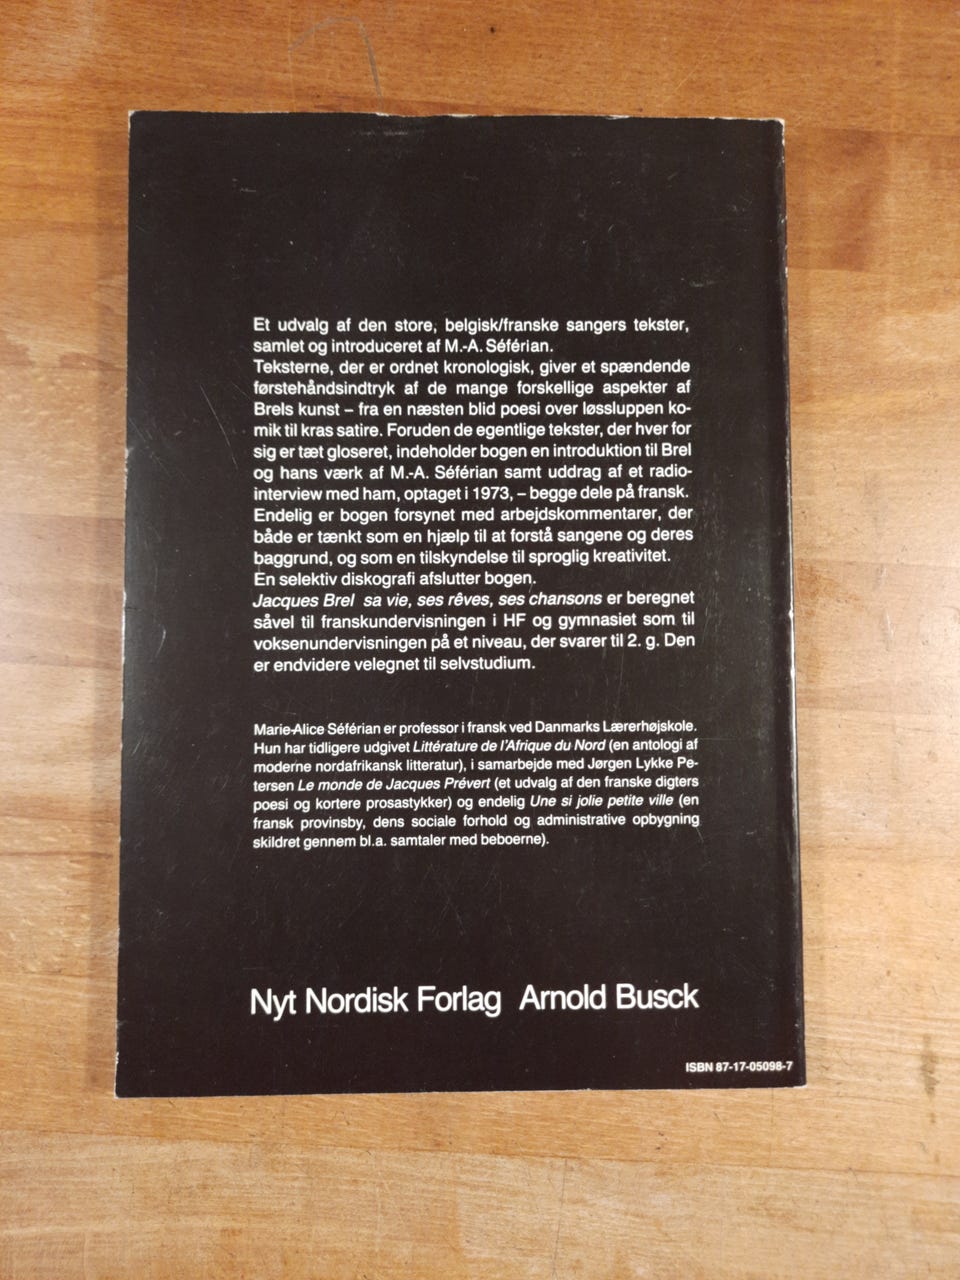 Et udvalg af den store, belgisk/franske sangers tekster,
samlet og introduceret af M.-A. Séférian.
Teksterne, der er ordnet kronologisk, giver et spændende
førstehåndsindtryk af de mange forskellige aspekter af
Brels kunst – fra en næsten blid poesi over løssluppen ko-
mik til kras satire. Foruden de egentlige tekster, der hver for
sig er tæt gloseret, indeholder bogen en introduktion til Brel
og hans værk af M.-A. Séférian samt uddrag af et radio-
interview med ham, optaget i 1973, – begge dele på fransk.
Endelig er bogen forsynet med arbejdskommentarer, der
både er tænkt som en hjælp til at forstå sangene og deres
baggrund, og som en tilskyndelse til sproglig kreativitet.
En selektiv diskografi afslutter bogen.
Jacques Brel sa vie, ses rêves, ses chansons er beregnet
såvel til franskundervisningen i HF og gymnasiet som til
voksenundervisningen på et niveau, der svarer til 2. g. Den
er endvidere velegnet til selvstudium.
Marie-Alice Séférian er professor i fransk ved Danmarks Lærerhøjskole.
Hun har tidligere udgivet Littérature de l'Afrique du Nord (en antologi af
moderne nordafrikansk litteratur), i samarbejde med Jørgen Lykke Pe-
tersen Le monde de Jacques Prévert (et udvalg af den franske digters
poesi og kortere prosastykker) og endelig Une si jolie petite ville (en
fransk provinsby, dens sociale forhold og administrative opbygning
skildret gennem bl.a. samtaler med beboerne).
Nyt Nordisk Forlag Arnold Busck
ISBN 87-17-05098-7